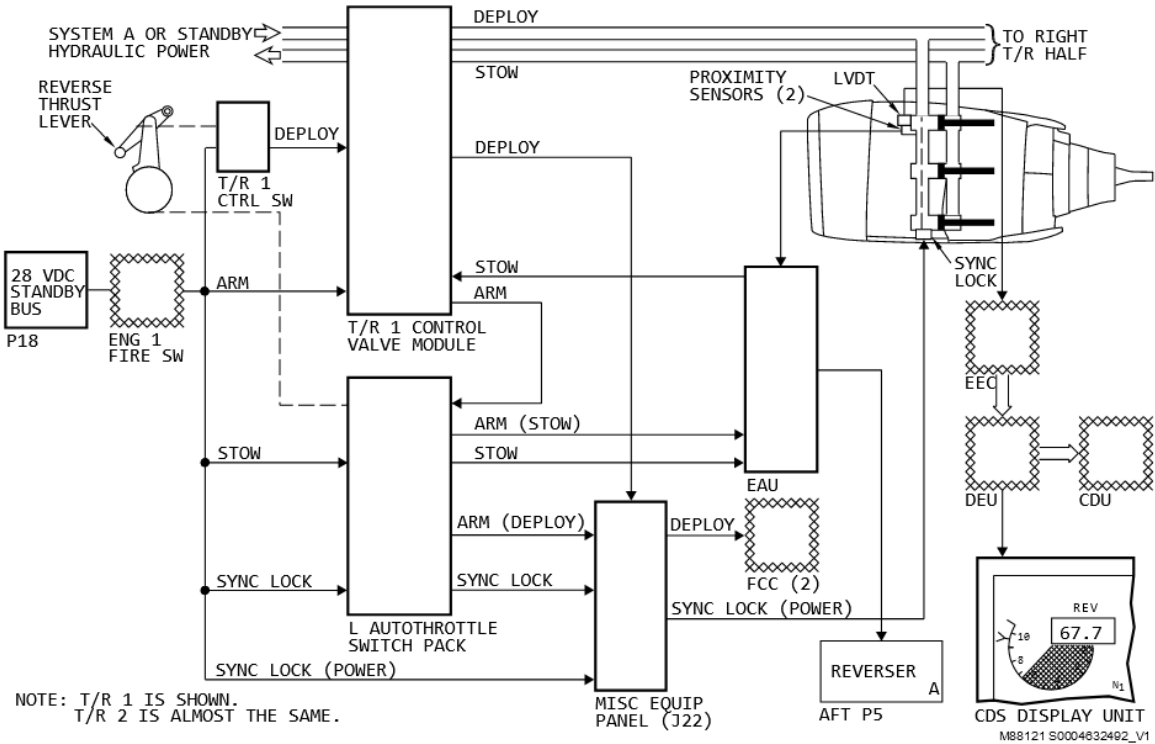 DEPLOY
SYSTEM A OR STANDBY
HYDRAULIC POWER
TO RIGHT
T/R HALF
STOW
PROXIMITY
SENSORS (2)
LVDT
REVERSE
THRUST
LEVER
DEPLOY
T/R 1
CTRL SW
DEPLOY
SYNC
LOCK
STOW
28 VDC
STANDBY
BUS
P18
ENG 1
FIRE SW
ARM
ARM
T/R 1 CONTROL
VALVE MODULE
EEC
ARM (STOW)
STOW
STOW
EAU
DEU
CDU
ARM (DEPLOY)
DEPLOY
FCC (2)
SYNC LOCK
SYNC LOCK
SYNC LOCK (POWER)
L AUTOTHROTTLE
SWITCH PACK
REV
67.7
10
8
N1
SYNC LOCK (POWER)
REVERSER
A
AFT P5
MISC EQUIP
PANEL (J22)
CDS DISPLAY UNIT
NOTE: T/R 1 IS SHOWN.
T/R 2 IS ALMOST THE SAME.
M88121 S0004632492_V1